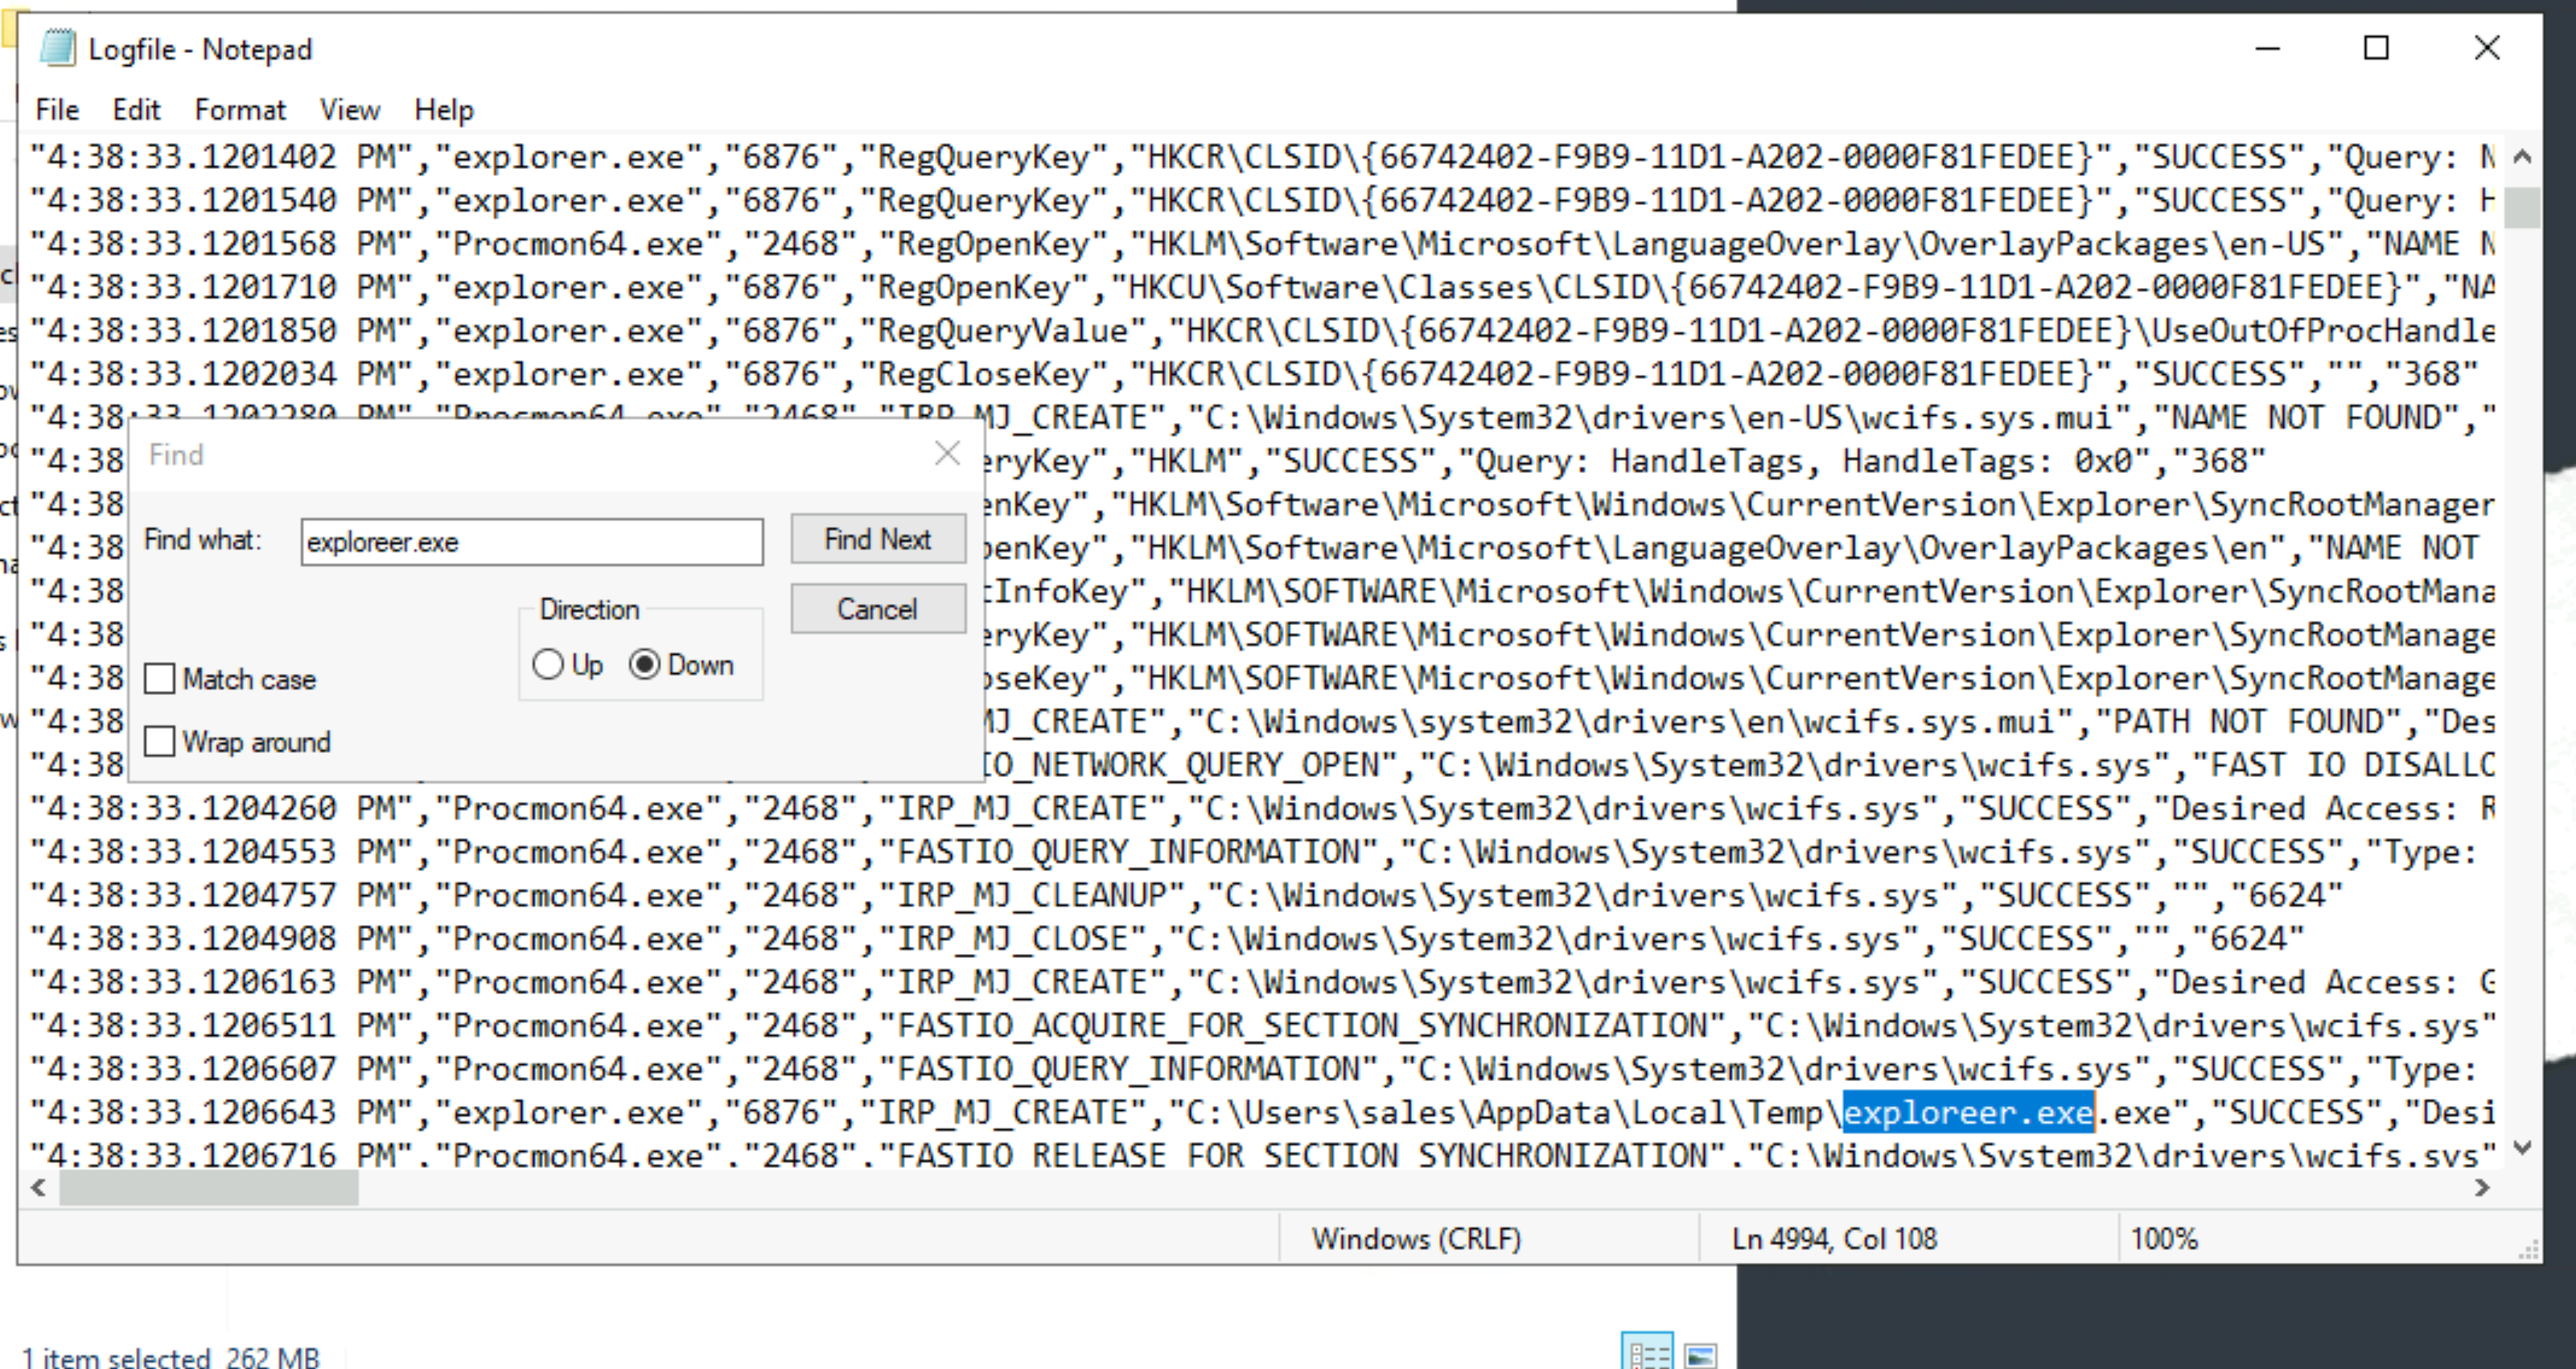 Logfile - Notepad
File Edit Format View Help
"4:38:33.1201402 PM","explorer.exe","6876","RegQueryKey","HKCR\CLSID\{66742402-F9B9-11D1-A202-0000F81FEDEE}","SUCCESS","Query: N
"4:38:33.1201540 PM","explorer.exe","6876","RegQueryKey","HKCR\CLSID\{66742402-F9B9-11D1-A202-0000F81FEDEE}","SUCCESS","Query: H
"4:38:33.1201568 PM","Procmon64.exe","2468","RegOpenKey","HKLM\Software\Microsoft\LanguageOverlay\OverlayPackages\en-US","NAME N
"4:38:33.1201710 PM","explorer.exe","6876","RegOpenKey","HKCU\Software\Classes\CLSID\{66742402-F9B9-11D1-A202-0000F81FEDEE}","NA
"4:38:33.1201850 PM","explorer.exe","6876","RegQueryValue","HKCR\CLSID\{66742402-F9B9-11D1-A202-0000F81FEDEE}\UseOutOfProcHandle
"4:38:33.1202034 PM","explorer.exe","6876","RegCloseKey","HKCR\CLSID\{66742402-F9B9-11D1-A202-0000F81FEDEE}","SUCCESS","","368"
"4:38:33.1202280 PM","Procmon64.exe","2468","IRP_MJ_CREATE","C:\Windows\System32\drivers\en-US\wcifs.sys.mui","NAME NOT FOUND","
"4:38 eryKey","HKLM","SUCCESS","Query: HandleTags, HandleTags: 0x0","368"
"4:38 enKey","HKLM\Software\Microsoft\Windows\CurrentVersion\Explorer\SyncRootManager
"4:38 enKey","HKLM\Software\Microsoft\LanguageOverlay\OverlayPackages\en","NAME NOT
"4:38 tInfoKey","HKLM\SOFTWARE\Microsoft\Windows\CurrentVersion\Explorer\SyncRootMana
"4:38 eryKey","HKLM\SOFTWARE\Microsoft\Windows\CurrentVersion\Explorer\SyncRootManage
"4:38 oseKey","HKLM\SOFTWARE\Microsoft\Windows\CurrentVersion\Explorer\SyncRootManage
"4:38 MJ_CREATE","C:\Windows\system32\drivers\en\wcifs.sys.mui","PATH NOT FOUND","Des
"4:38 IO_NETWORK_QUERY_OPEN","C:\Windows\System32\drivers\wcifs.sys","FAST IO DISALLO
Find
Find what: exploreer.exe Find Next
Direction Cancel
Up Down
Match case
Wrap around
"4:38:33.1204260 PM","Procmon64.exe","2468","IRP_MJ_CREATE","C:\Windows\System32\drivers\wcifs.sys","SUCCESS","Desired Access: R
"4:38:33.1204553 PM","Procmon64.exe","2468","FASTIO_QUERY_INFORMATION","C:\Windows\System32\drivers\wcifs.sys","SUCCESS","Type:
"4:38:33.1204757 PM","Procmon64.exe","2468","IRP_MJ_CLEANUP","C:\Windows\System32\drivers\wcifs.sys","SUCCESS","","6624"
"4:38:33.1204908 PM","Procmon64.exe","2468","IRP_MJ_CLOSE","C:\Windows\System32\drivers\wcifs.sys","SUCCESS","","6624"
"4:38:33.1206163 PM","Procmon64.exe","2468","IRP_MJ_CREATE","C:\Windows\System32\drivers\wcifs.sys","SUCCESS","Desired Access: G
"4:38:33.1206511 PM","Procmon64.exe","2468","FASTIO_ACQUIRE_FOR_SECTION_SYNCHRONIZATION","C:\Windows\System32\drivers\wcifs.sys"
"4:38:33.1206607 PM","Procmon64.exe","2468","FASTIO_QUERY_INFORMATION","C:\Windows\System32\drivers\wcifs.sys","SUCCESS","Type:
"4:38:33.1206643 PM","explorer.exe","6876","IRP_MJ_CREATE","C:\Users\sales\AppData\Local\Temp\exploreer.exe.exe","SUCCESS","Desi
"4:38:33.1206716 PM","Procmon64.exe","2468","FASTIO_RELEASE_FOR_SECTION_SYNCHRONIZATION","C:\Windows\System32\drivers\wcifs.sys"
Windows (CRLF) Ln 4994, Col 108 100%
1 item selected 262 MB